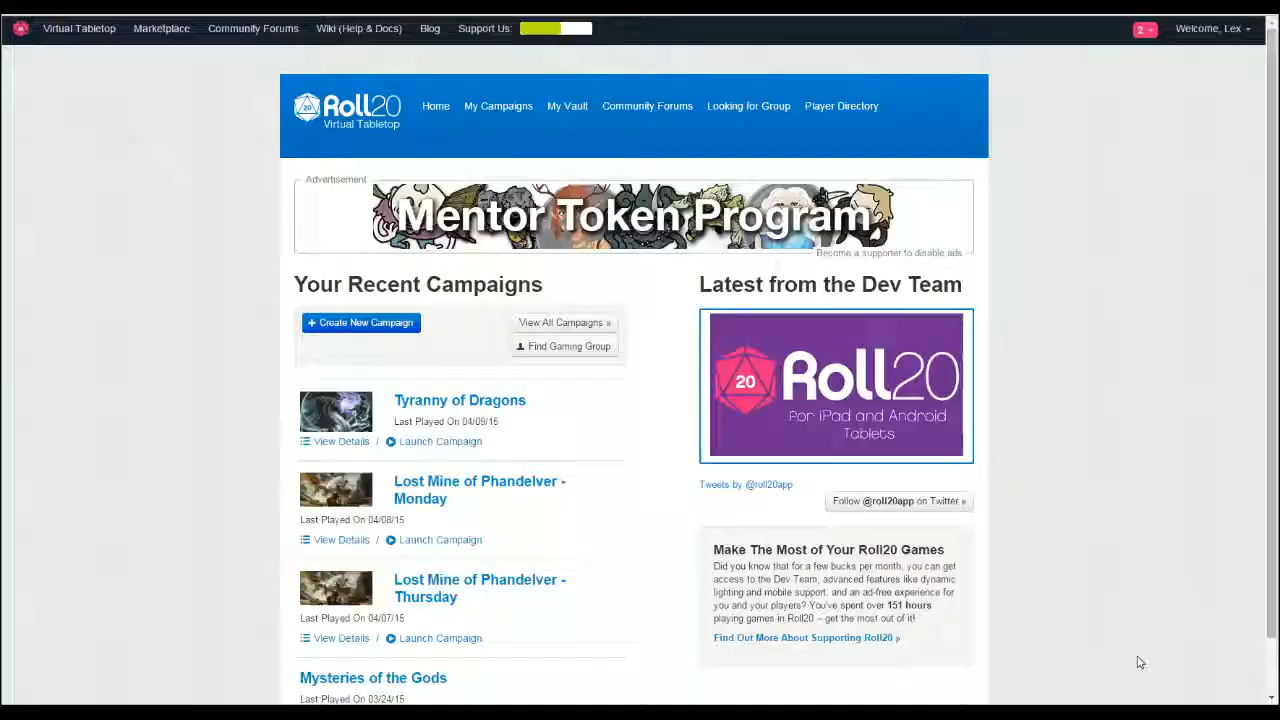 Virtual Tabletop Marketplace Community Forums Wiki (Help & Docs) Blog Support Us: 2 Welcome, Lex
Roll20
Virtual Tabletop
Home My Campaigns My Vault Community Forums Looking for Group Player Directory
Advertisement
Mentor Token Program
Become a supporter to disable ads.
Your Recent Campaigns
+ Create New Campaign
View All Campaigns »
Find Gaming Group
Tyranny of Dragons
Last Played On 04/09/15
View Details / Launch Campaign
Lost Mine of Phandelver -
Monday
Last Played On 04/08/15
View Details / Launch Campaign
Lost Mine of Phandelver -
Thursday
Last Played On 04/07/15
View Details / Launch Campaign
Mysteries of the Gods
Last Played On 03/24/15
Latest from the Dev Team
20 Roll20
For iPad and Android
Tablets
Tweets by @roll20app
Follow @roll20app on Twitter »
Make The Most of Your Roll20 Games
Did you know that for a few bucks per month, you can get
access to the Dev Team, advanced features like dynamic
lighting and mobile support, and an ad-free experience for
you and your players? You've spent over 151 hours
playing games in Roll20 – get the most out of it!
Find Out More About Supporting Roll20 »